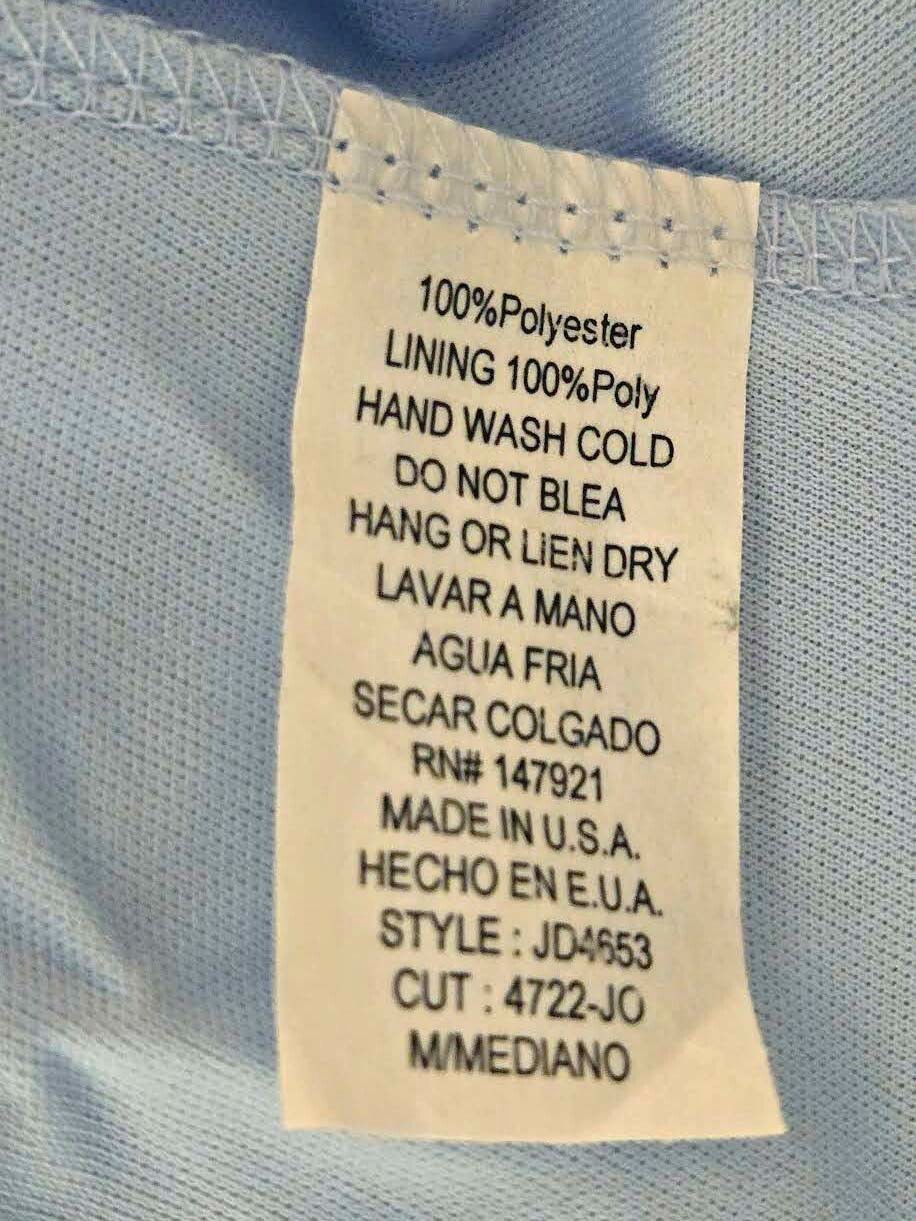 100%Polyester
LINING 100%Poly
HAND WASH COLD
DO NOT BLEA
HANG OR LiEN DRY
LAVAR A MANO
AGUA FRIA
SECAR COLGADO
RN# 147921
MADE IN U.S.A.
HECHO EN E.U.A.
STYLE : JD4653
CUT : 4722-JO
M/MEDIANO